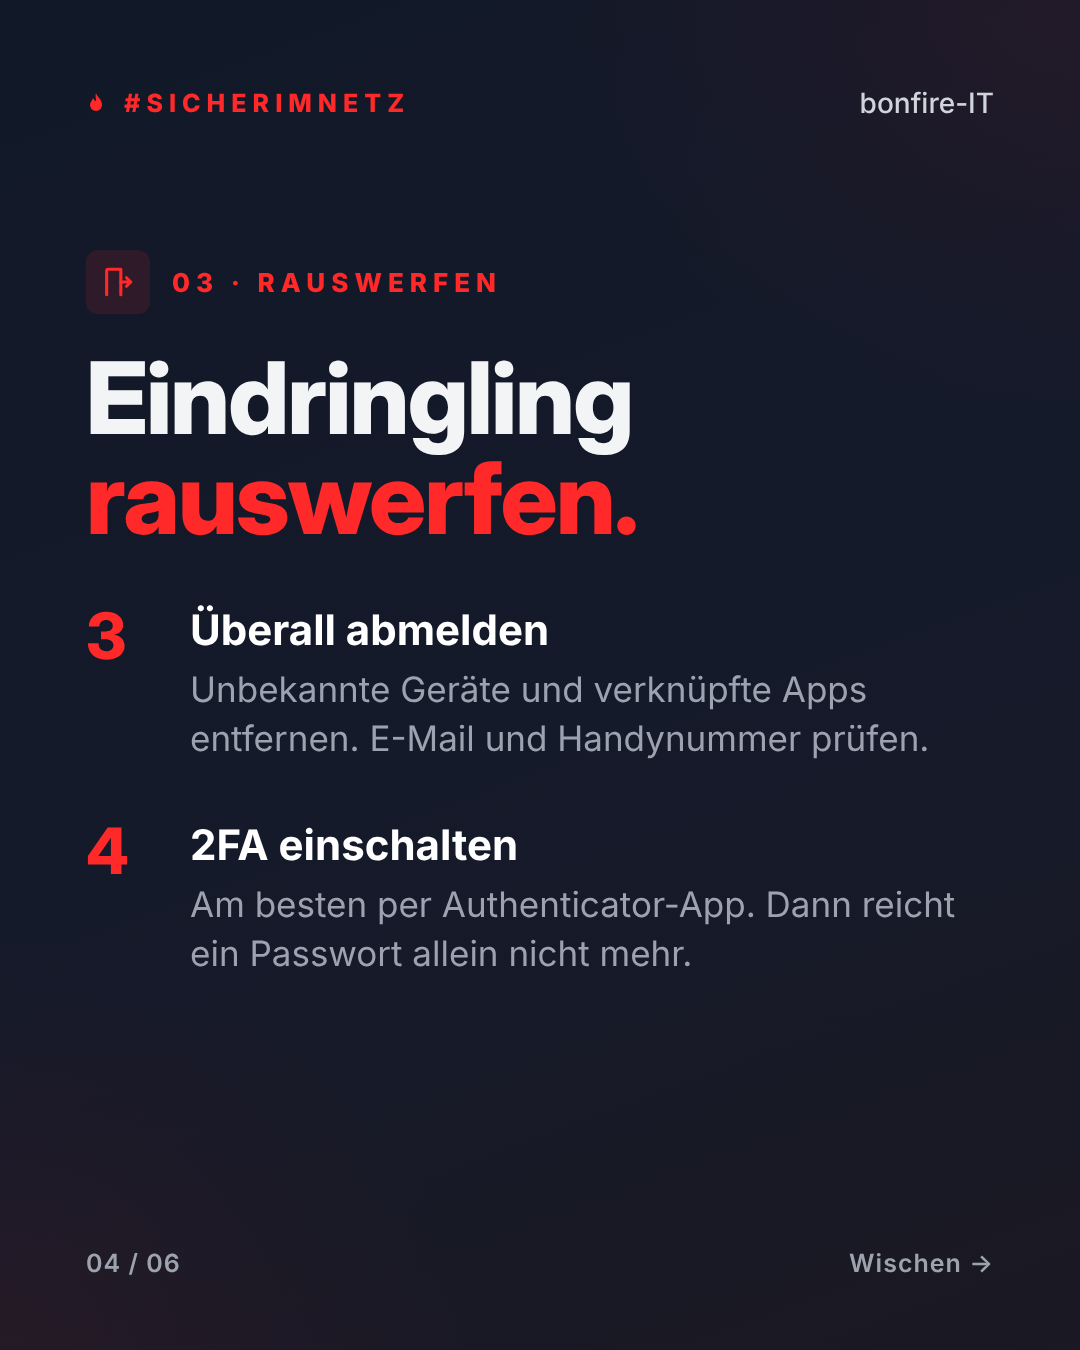 #SICHERIMNETZ
bonfire-IT
03 · RAUSWERFEN
Eindringling
rauswerfen.
3
Überall abmelden
Unbekannte Geräte und verknüpfte Apps
entfernen. E-Mail und Handynummer prüfen.
4
2FA einschalten
Am besten per Authenticator-App. Dann reicht
ein Passwort allein nicht mehr.
04 / 06
Wischen →